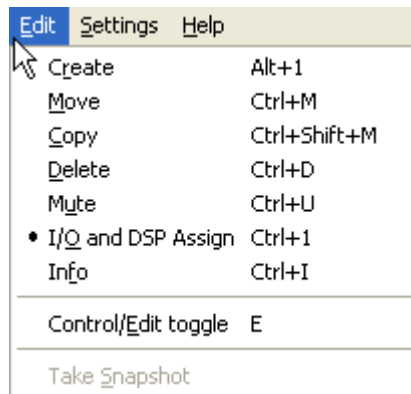 Edit Settings Help
Create Alt+1
Move Ctrl+M
Copy Ctrl+Shift+M
Delete Ctrl+D
Mute Ctrl+U
• I/O and DSP Assign Ctrl+1
Info Ctrl+I
Control/Edit toggle E
Take Snapshot